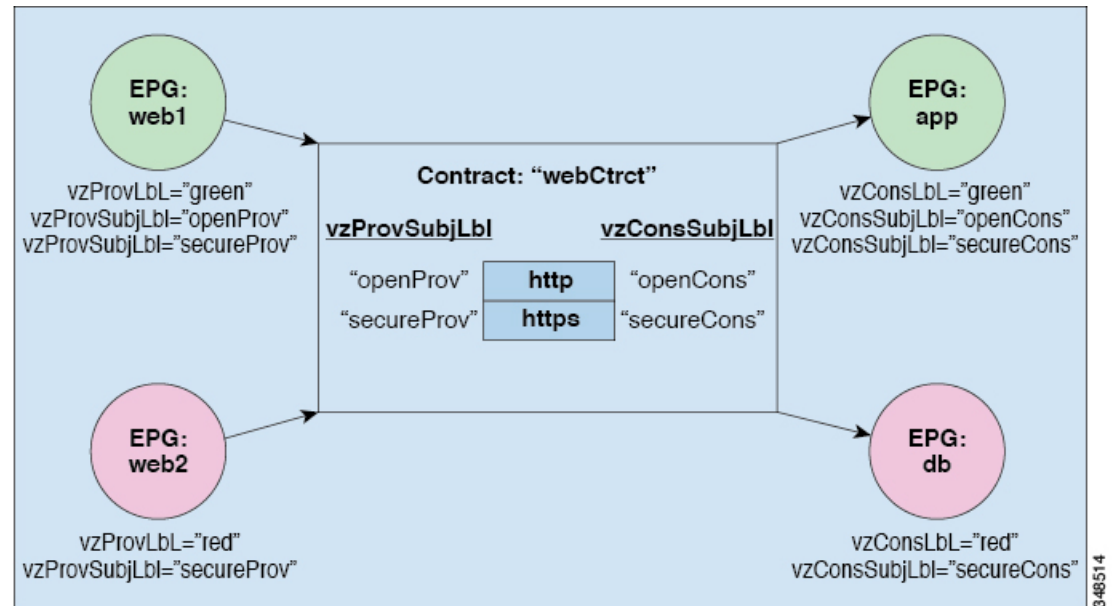 EPG:
web1
vzProvLbL="green"
vzProvSubjLbl="openProv"
vzProvSubjLbl="secureProv"
EPG:
app
vzConsLbL="green"
vzConsSubjLbl="openCons"
vzConsSubjLbl="secureCons"
Contract: “webCtrct”
vzProvSubjLbl vzConsSubjLbl
“openProv” http “openCons”
“secureProv” https “secureCons”
EPG:
web2
vzProvLbL="red"
vzProvSubjLbl="secureProv"
EPG:
db
vzConsLbL="red"
vzConsSubjLbl="secureCons"
348514